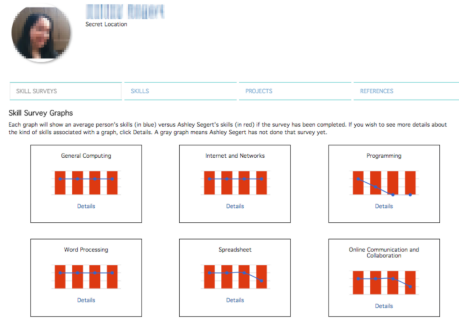 Secret Location
SKILL SURVEYS
SKILLS
PROJECTS
REFERENCES
Skill Survey Graphs
Each graph will show an average person's skills (in blue) versus Ashley Segert's skills (in red) if the survey has been completed. If you wish to see more details about
the kind of skills associated with a graph, click Details. A gray graph means Ashley Segert has not done that survey yet.
General Computing
Details
Internet and Networks
Details
Programming
Details
Word Processing
Details
Spreadsheet
Details
Online Communication and
Collaboration
Details